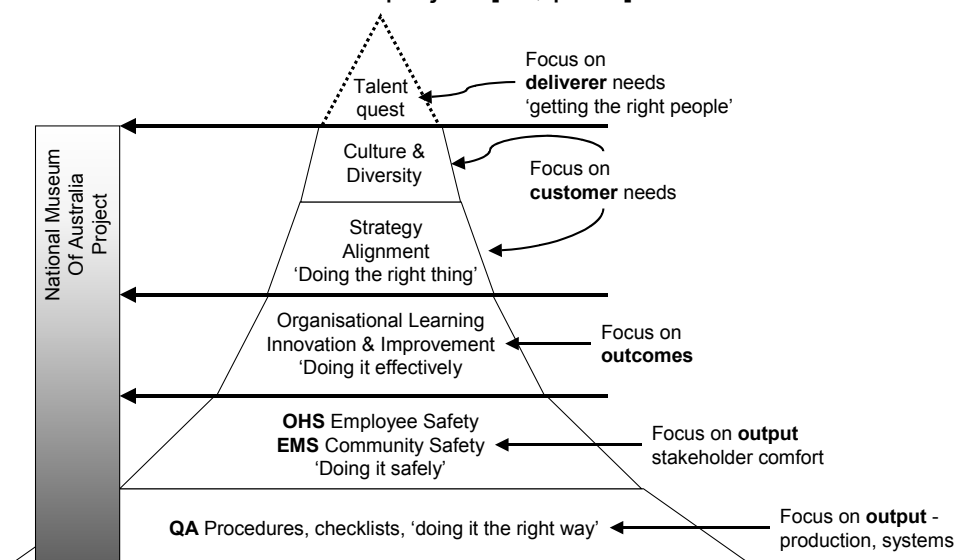 Focus on
deliverer needs
‘getting the right people’
Talent
quest
National Museum
Of Australia
Project
Culture &
Diversity
Focus on
customer needs
Strategy
Alignment
‘Doing the right thing’
Organisational Learning
Innovation & Improvement
‘Doing it effectively
Focus on
outcomes
OHS Employee Safety
EMS Community Safety
‘Doing it safely’
Focus on output
stakeholder comfort
QA Procedures, checklists, ‘doing it the right way’
Focus on output -
production, systems